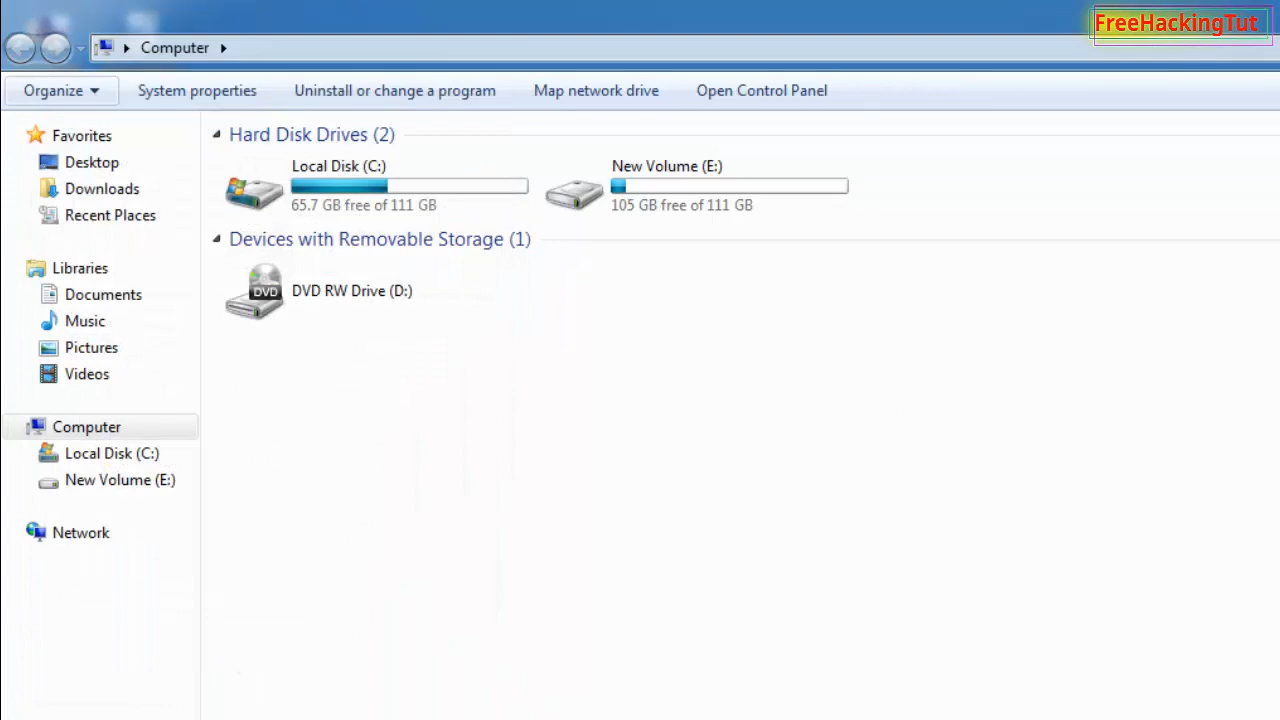 FreeHackingTut
Computer
Organize
System properties
Uninstall or change a program
Map network drive
Open Control Panel
Favorites
Desktop
Downloads
Recent Places
Libraries
Documents
Music
Pictures
Videos
Computer
Local Disk (C:)
New Volume (E:)
Network
Hard Disk Drives (2)
Local Disk (C:)
65.7 GB free of 111 GB
New Volume (E:)
105 GB free of 111 GB
Devices with Removable Storage (1)
DVD
DVD RW Drive (D:)